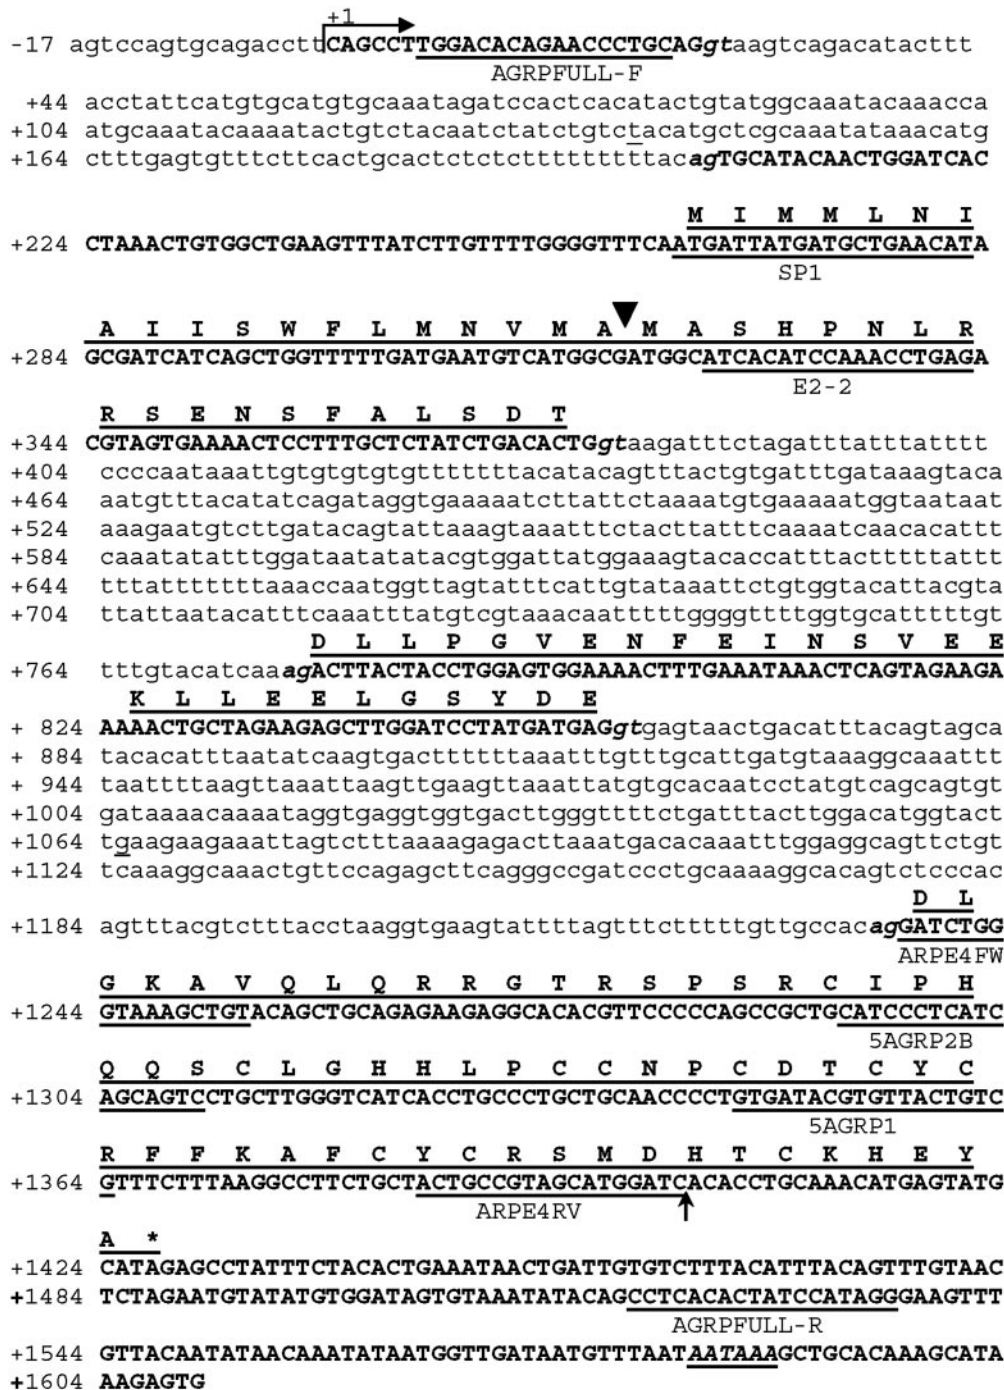 +1
-17 agtccagtgcagaccttCAGCCTTGGACACAGAACCCTGCAGgtaagtcagacatacttt
AGRPFULL-F
+44 acctattcatgtgcatgtgcaaatagatccactcacatactgtatggcaaatacaaacca
+104 atgcaaatacaaaatactgtctacaatctatctgtctacatgctcgcaaatataaacatg
+164 ctttgagtgtttcttcactgcactctctctttttttttttacagTGCATACAACTGGATCAC
M I M M L N I
+224 CTAAACTGTGGCTGAAGTTTATCTTGTTTTGGGGTTTCAATGATTATGATGCTGAACATA
SP1
A I I S W F L M N V M A M A S H P N L R
+284 GCGATCATCAGCTGGTTTTTGATGAATGTCATGGCGATGGCATCACATCCAAACCTGAGA
E2-2
R S E N S F A L S D T
+344 CGTAGTGAAAACTCCTTTGCTCTATCTGACACTGgtaagatttctagatttatttatttt
+404 ccccaataaattgtgtgtgtgttttttttacatacagtttactgtgatttgataaagtaca
+464 aatgtttacatatcagataggtgaaaaatcttattctaaaatgtgaaaaatggtaataat
+524 aaagaatgtcttgatacagtattaaagtaaatttctacttatttcaaaatcaacacattt
+584 caaatatatttggataatatatacgtggattatggaaagtacaccatttactttttattt
+644 tttatttttttaaaccaatggttagtatttcattgtataaattctgtggtacattacgta
+704 ttattaatacatttcaaatttatgtcgtaaacaatttttggggttttggtgcatttttgt
D L L P G V E N F E I N S V E E
+764 tttgtacatcaaagACTTACTACCTGGAGTGGAAAACTTTGAAATAAACTCAGTAGAAGA
K L L E E L G S Y D E
+ 824 AAAACTGCTAGAAGAGCTTGGATCCTATGATGAGgtgagtaactgacatttacagtagca
+ 884 tacacatttaatatcaagtgacttttttaaatttgtttgcattgatgtaaaggcaaattt
+ 944 taattttaagttaaattaagttgaagttaaattatgtgcacaatcctatgtcagcagtgt
+1004 gataaaacaaaataggtgaggtggtgacttgggttttctgatttacttggacatggtact
+1064 tgaagaagaaattagtctttaaaagagacttaaatgacacaaatttggaggcagttctgt
+1124 tcaaaggcaaactgttccagagcttcagggccgatccctgcaaaaggcacagtctcccac
D L
+1184 agtttacgtctttacctaaggtgaagtattttagtttctttttgttgccacagGATCTGG
ARPE4FW
G K A V Q L Q R R G T R S P S R C I P H
+1244 GTAAAGCTGTACAGCTGCAGAGAAGAGGCACACGTTCCCCCAGCCGCTGCATCCCTCATC
5AGRP2B
Q Q S C L G H H L P C C N P C D T C Y C
+1304 AGCAGTCCTGCTTGGGTCATCACCTGCCCTGCTGCAACCCCTGTGATACGTGTTACTGTC
5AGRP1
R F F K A F C Y C R S M D H T C K H E Y
+1364 GTTTCTTTAAGGCCTTCTGCTACTGCCGTAGCATGGATCACACCTGCAAACATGAGTATG
ARPE4RV
A *
+1424 CATAGAGCCTATTTCTACACTGAAATAACTGATTGTGTCTTTACATTTACAGTTTGTAAC
+1484 TCTAGAATGTATATGTGGATAGTGTAAATATACAGCCTCACACTATCCATAGGGAAGTTT
AGRPFULL-R
+1544 GTTACAATATAACAAATATAATGGTTGATAATGTTTAATAATAAAGCTGCACAAAGCATA
+1604 AAGAGTG